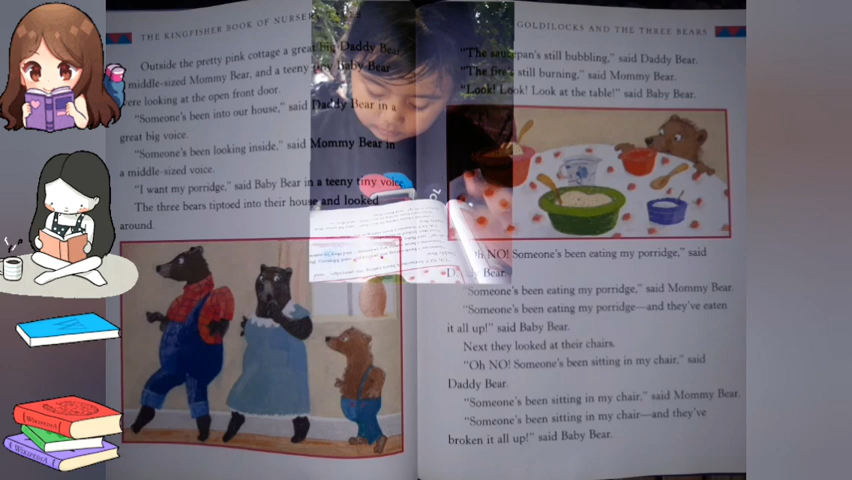 THE KINGFISHER BOOK OF NURSERY
Outside the pretty pink cottage a great big Daddy Bear
middle-sized Mommy Bear, and a teeny tiny Baby Bear
were looking at the open front door.
"Someone's been into our house," said Daddy Bear in a
great big voice.
"Someone's been looking inside," said Mommy Bear in
a middle-sized voice.
"I want my porridge," said Baby Bear in a teeny tiny voice.
The three bears tiptoed into their house and looked
around.
GOLDILOCKS AND THE THREE BEARS
"The saucepan's still bubbling," said Daddy Bear.
"The fire's still burning," said Mommy Bear.
"Look! Look! Look at the table!" said Baby Bear.
"Oh NO! Someone's been eating my porridge," said
Daddy Bear.
"Someone's been eating my porridge," said Mommy Bear.
"Someone's been eating my porridge—and they've eaten
it all up!" said Baby Bear.
Next they looked at their chairs.
"Oh NO! Someone's been sitting in my chair," said
Daddy Bear.
"Someone's been sitting in my chair," said Mommy Bear.
"Someone's been sitting in my chair—and they've
broken it all up!" said Baby Bear.
W
WIKIPEDIA
WIKIPEDIA